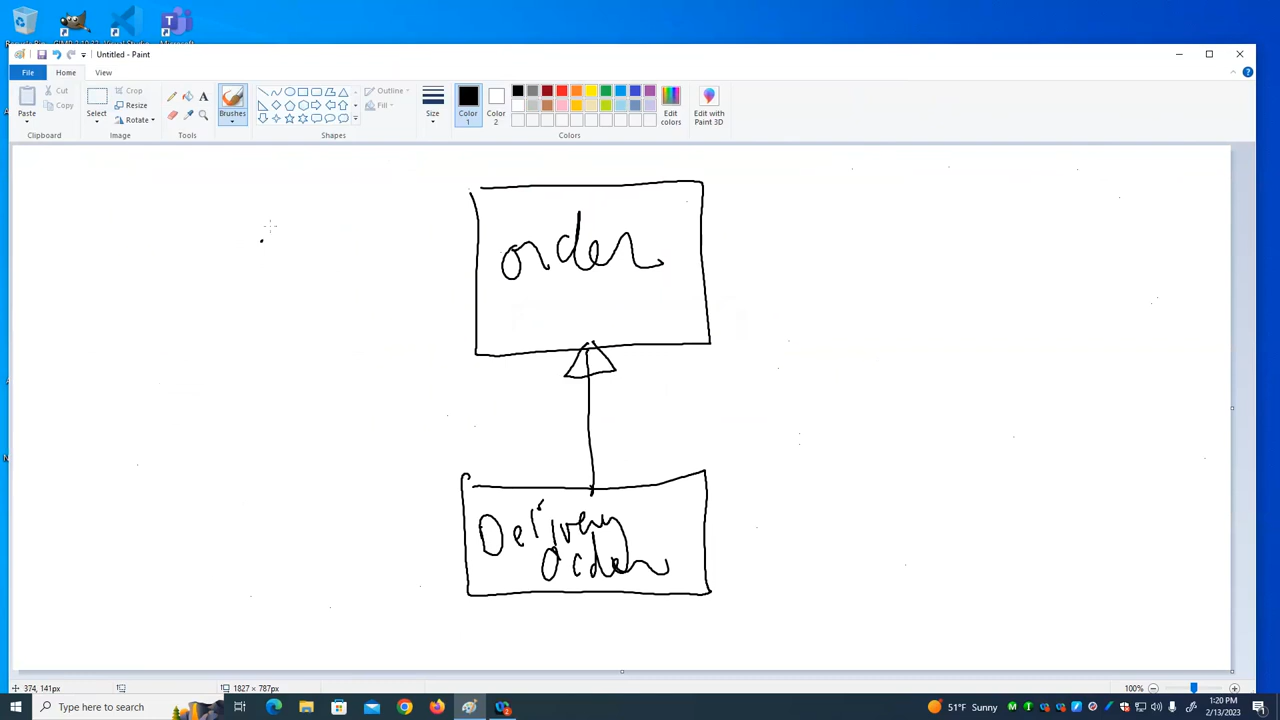 Untitled - Paint
File
Home
View
Paste
Cut
Copy
Clipboard
Select
Crop
Resize
Rotate
Image
Tools
Brushes
Shapes
Outline
Fill
Size
Color
1
Color
2
Edit
colors
Edit with
Paint 3D
Colors
order
Delivery
Order
374, 141px
1827 × 787px
100%
Type here to search
51°F Sunny
1:20 PM
2/13/2023